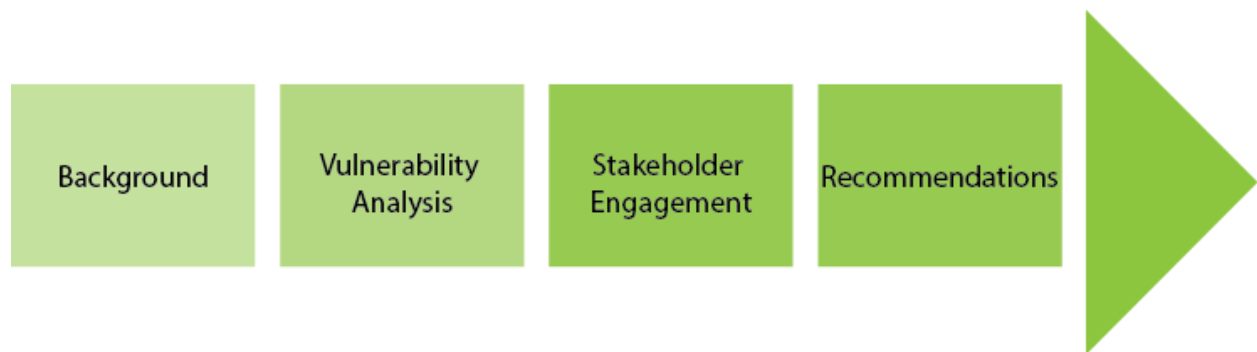 Background
Vulnerability
Analysis
Stakeholder
Engagement
Recommendations